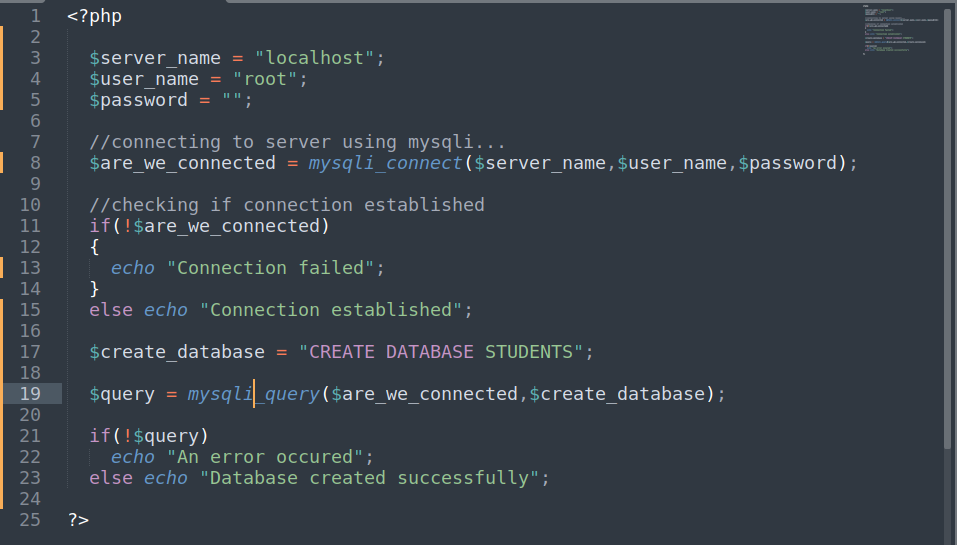 1 <?php
2
3 $server_name = "localhost";
4 $user_name = "root";
5 $password = "";
6
7 //connecting to server using mysqli...
8 $are_we_connected = mysqli_connect($server_name,$user_name,$password);
9
10 //checking if connection established
11 if(!$are_we_connected)
12 {
13 echo "Connection failed";
14 }
15 else echo "Connection established";
16
17 $create_database = "CREATE DATABASE STUDENTS";
18
19 $query = mysqli_query($are_we_connected,$create_database);
20
21 if(!$query)
22 echo "An error occured";
23 else echo "Database created successfully";
24
25 ?>